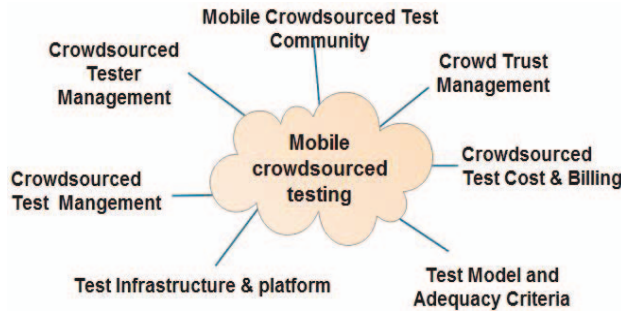 Mobile Crowdsourced Test
Community
Crowdsourced
Tester
Management
Crowd Trust
Management
Mobile
crowdsourced
testing
Crowdsourced
Test Cost & Billing
Crowdsourced
Test Mangement
Test Infrastructure & platform
Test Model and
Adequacy Criteria